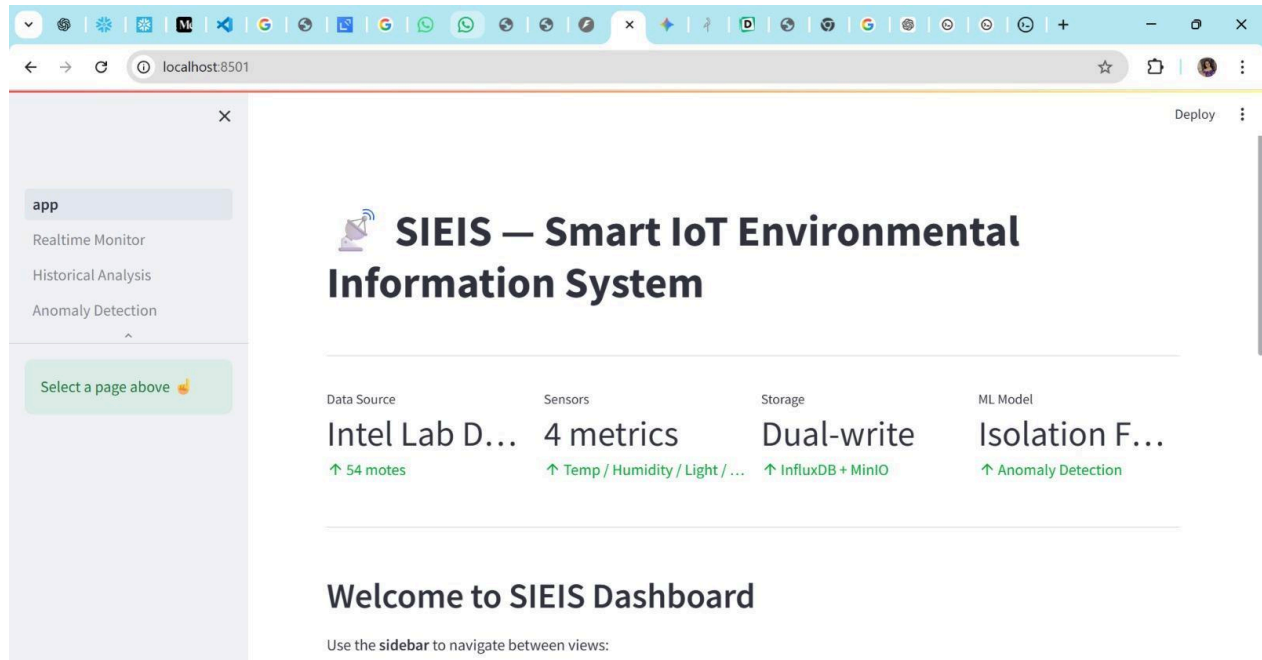 localhost:8501
Deploy
app
Realtime Monitor
Historical Analysis
Anomaly Detection
Select a page above ☝
📡 SIEIS — Smart IoT Environmental
Information System
Data Source
Intel Lab D…
↑ 54 motes
Sensors
4 metrics
↑ Temp / Humidity / Light / …
Storage
Dual-write
↑ InfluxDB + MinIO
ML Model
Isolation F…
↑ Anomaly Detection
Welcome to SIEIS Dashboard
Use the sidebar to navigate between views: